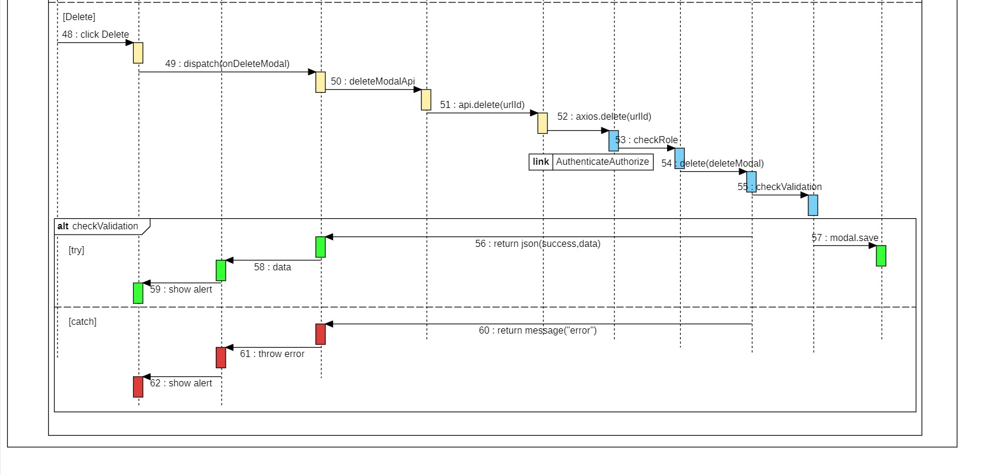 [Delete]
48 : click Delete
49 : dispatch(onDeleteModal)
50 : deleteModalApi
51 : api.delete(urlId)
52 : axios.delete(urlId)
53 : checkRole
link AuthenticateAuthorize
54 : delete(deleteModal)
55 : checkValidation
alt checkValidation
57 : modal.save
56 : return json(success,data)
[try]
58 : data
59 : show alert
[catch]
60 : return message("error")
61 : throw error
62 : show alert